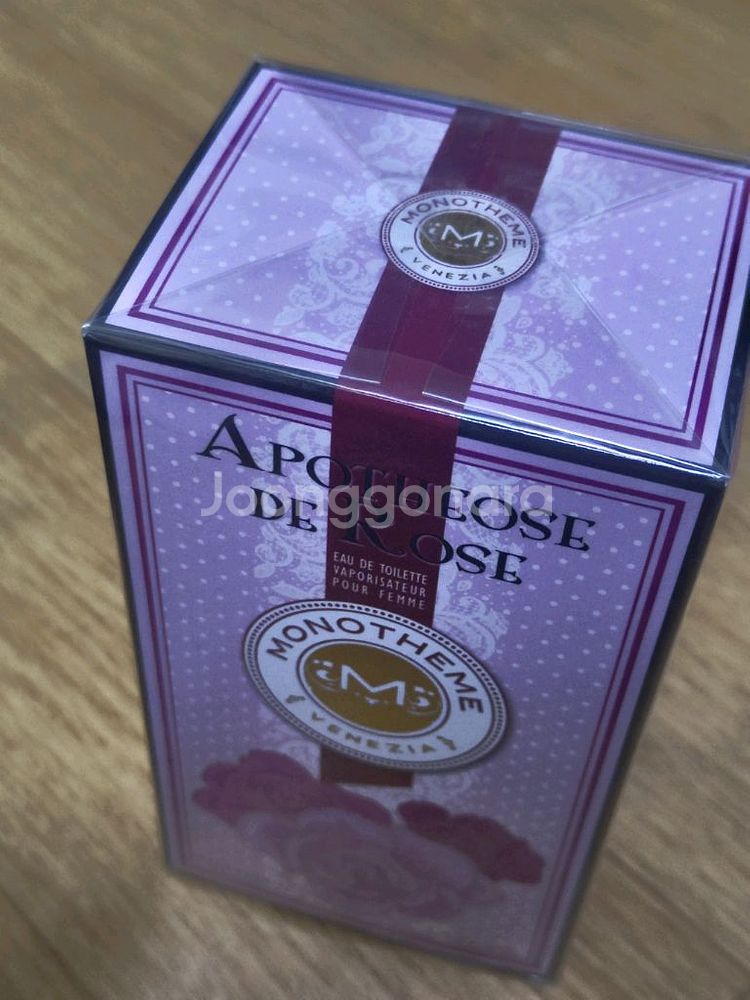 MONOTHEME
M
VENEZIA
APOTHEOSE
DE ROSE
Joonggonara
EAU DE TOILETTE
VAPORISATEUR
POUR FEMME
MONOTHEME
M
VENEZIA